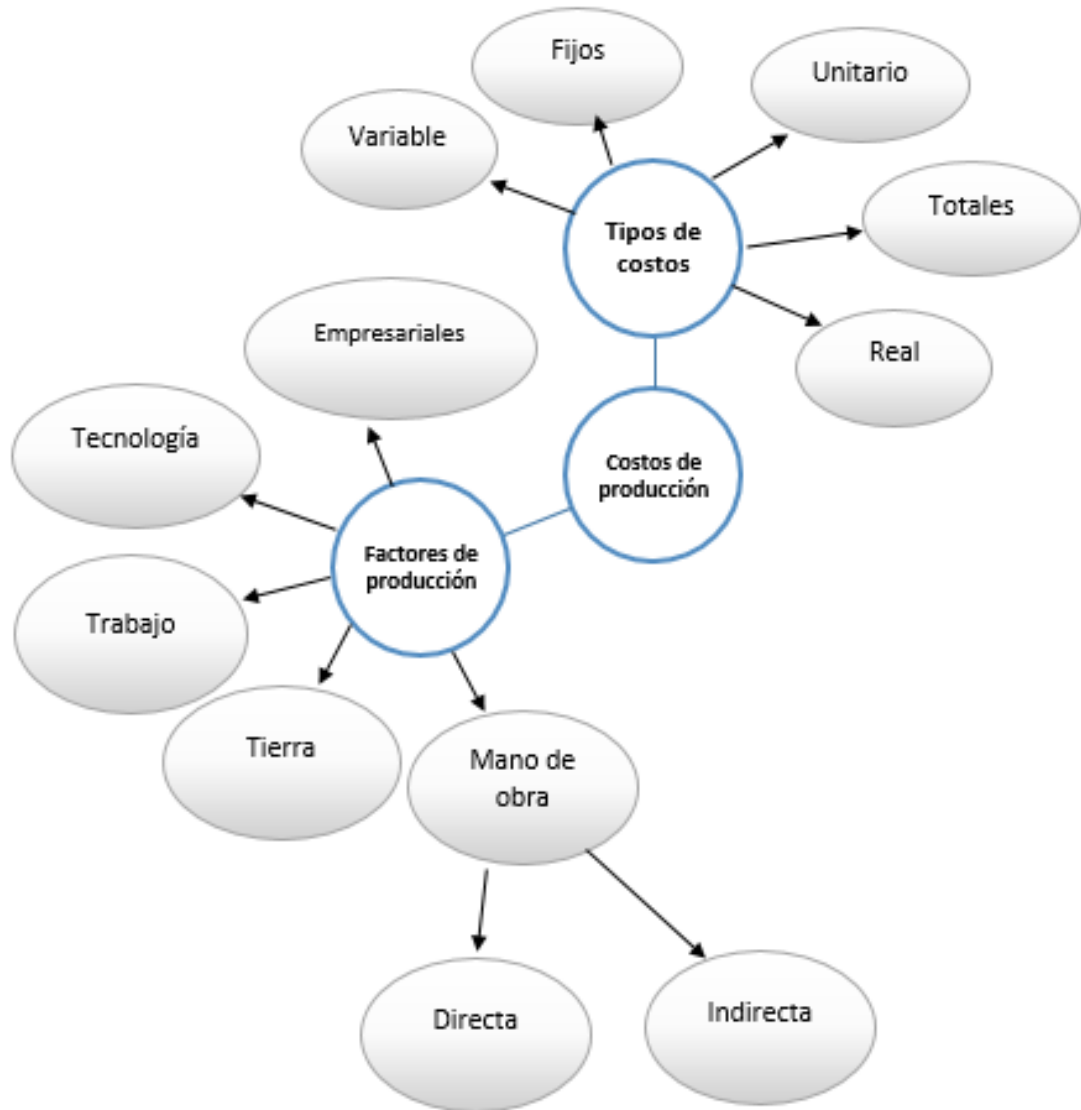 Fijos
Unitario
Variable
Totales
Tipos de
costos
Real
Empresariales
Tecnología
Costos de
producción
Factores de
producción
Trabajo
Tierra
Mano de
obra
Directa
Indirecta